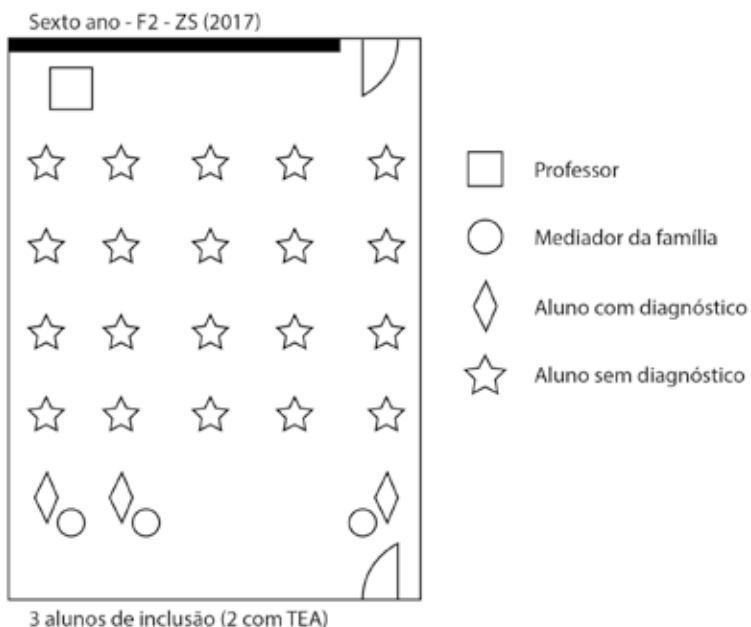 Sexto ano - F2 - ZS (2017)
Professor
Mediador da família
Aluno com diagnóstico
Aluno sem diagnóstico
3 alunos de inclusão (2 com TEA)